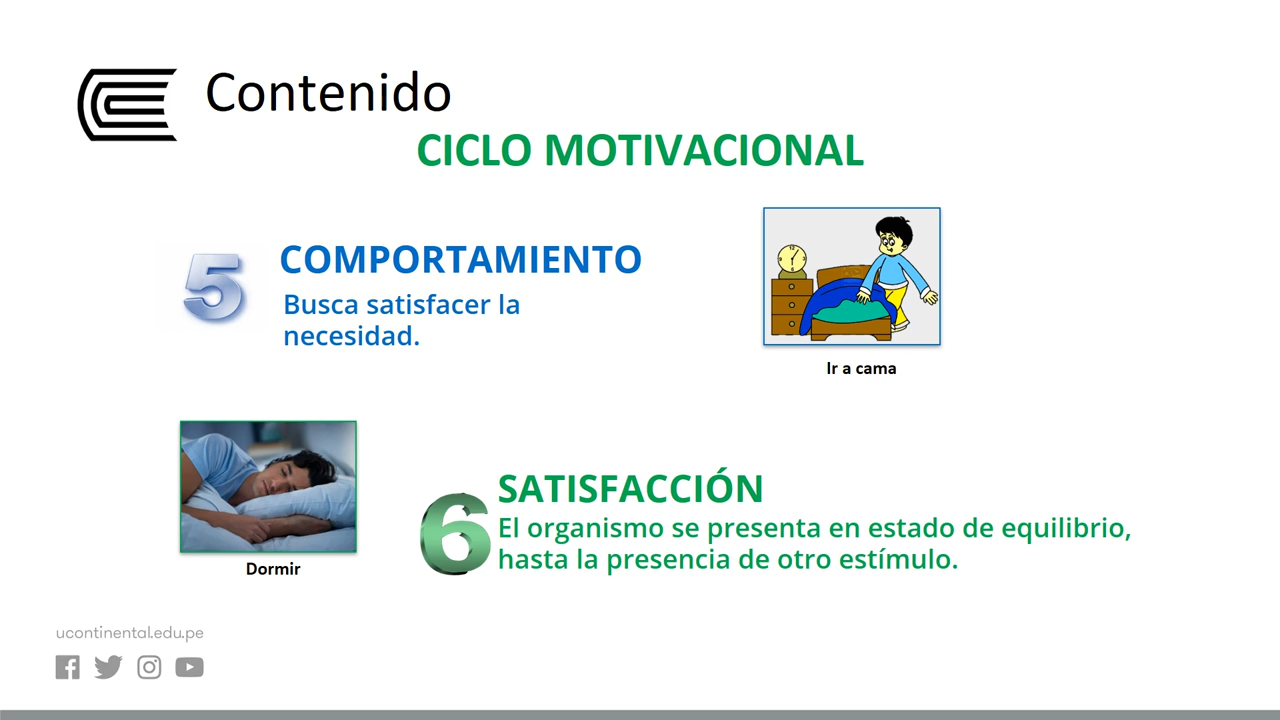 Contenido
CICLO MOTIVACIONAL
5
COMPORTAMIENTO
Busca satisfacer la
necesidad.
Ir a cama
Dormir
6
SATISFACCIÓN
El organismo se presenta en estado de equilibrio,
hasta la presencia de otro estímulo.
ucontinental.edu.pe